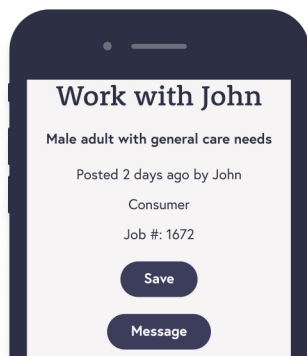 Work with John
Male adult with general care needs
Posted 2 days ago by John
Consumer
Job #: 1672
Save
Message